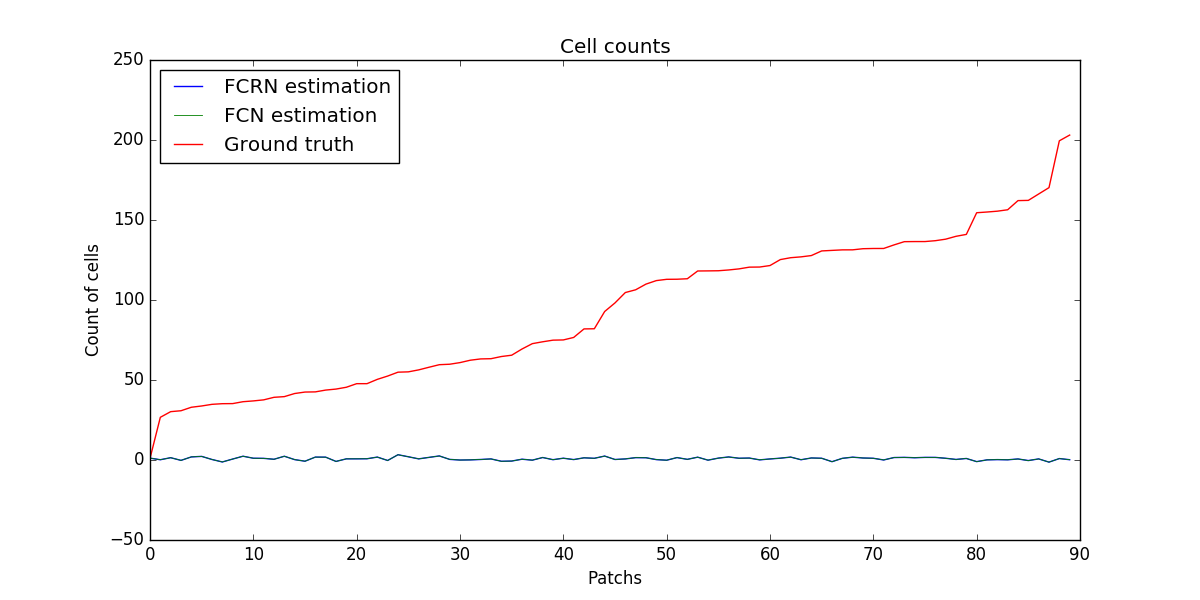 Cell counts
250
200
150
100
50
0
−50
Count of cells
FCRN estimation
FCN estimation
Ground truth
0 10 20 30 40 50 60 70 80 90
Patchs